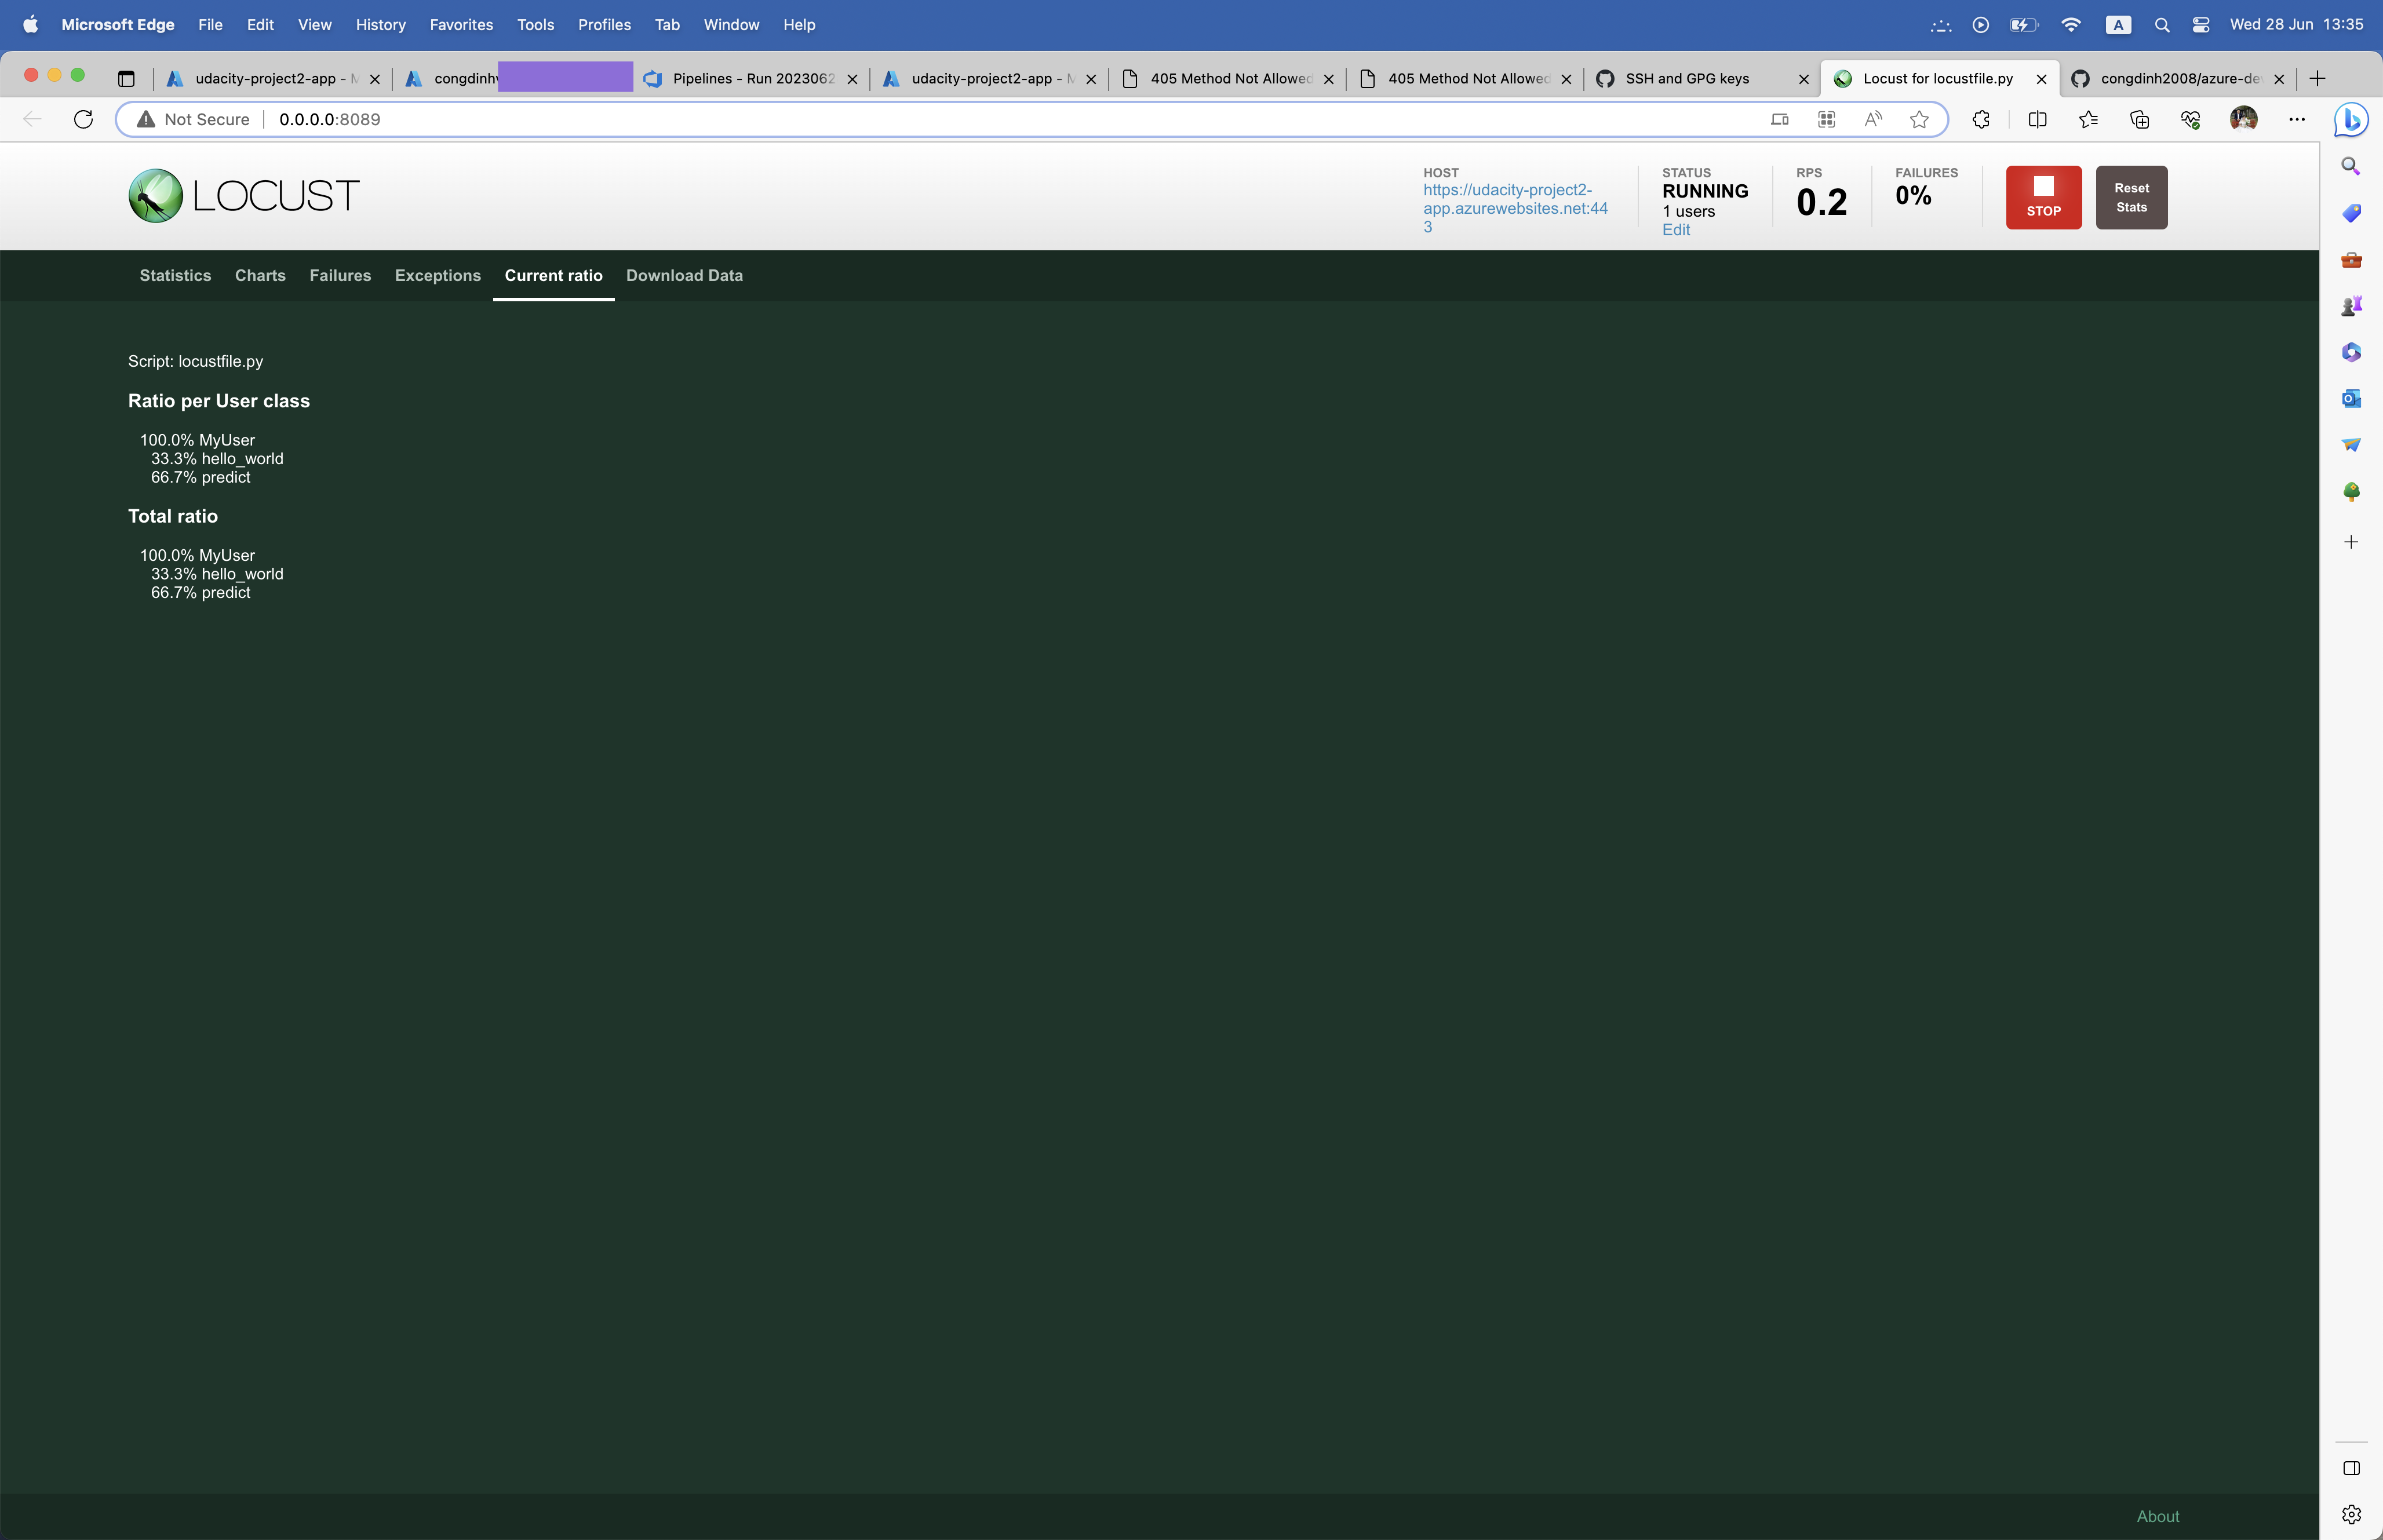 Microsoft Edge File Edit View History Favorites Tools Profiles Tab Window Help A Wed 28 Jun 13:35
udacity-project2-app - congdinh Pipelines - Run 2023062 udacity-project2-app - 405 Method Not Allowed 405 Method Not Allowed SSH and GPG keys Locust for locustfile.py congdinh2008/azure-de
Not Secure 0.0.0.0:8089
LOCUST
HOST
https://udacity-project2-
app.azurewebsites.net:44
3
STATUS
RUNNING
1 users
Edit
RPS
0.2
FAILURES
0%
STOP
Reset
Stats
Statistics Charts Failures Exceptions Current ratio Download Data
Script: locustfile.py
Ratio per User class
100.0% MyUser
33.3% hello_world
66.7% predict
Total ratio
100.0% MyUser
33.3% hello_world
66.7% predict
About